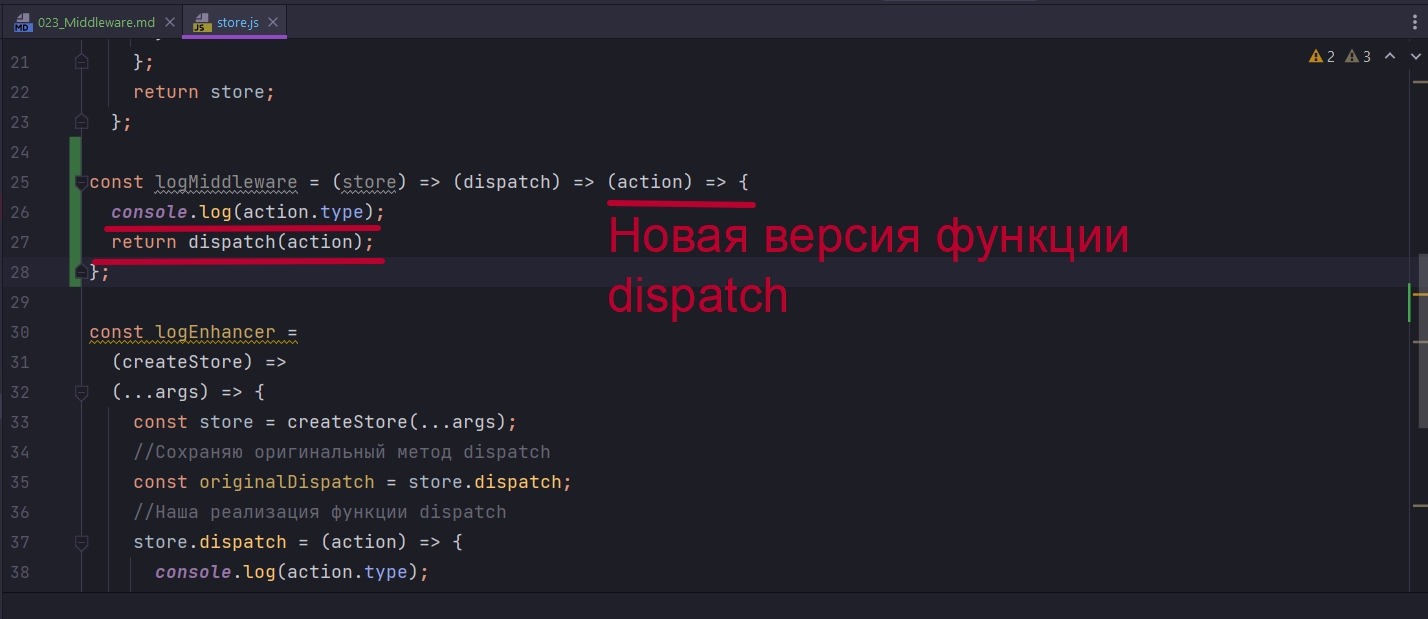 MD 023_Middleware.md JS store.js
2 3
21 };
22 return store;
23 };
24
25 const logMiddleware = (store) => (dispatch) => (action) => {
26 console.log(action.type);
27 return dispatch(action);
28 };
Новая версия функции
dispatch
29
30 const logEnhancer =
31 (createStore) =>
32 (...args) => {
33 const store = createStore(...args);
34 //Сохраняю оригинальный метод dispatch
35 const originalDispatch = store.dispatch;
36 //Наша реализация функции dispatch
37 store.dispatch = (action) => {
38 console.log(action.type);